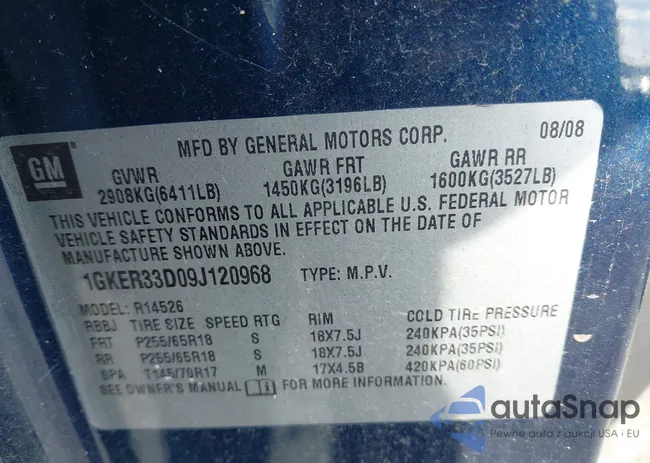 MFD BY GENERAL MOTORS CORP. 08/08
GM
GVWR GAWR FRT GAWR RR
2908KG(6411LB) 1450KG(3196LB) 1600KG(3527LB)
THIS VEHICLE CONFORMS TO ALL APPLICABLE U.S. FEDERAL MOTOR
VEHICLE SAFETY STANDARDS IN EFFECT ON THE DATE OF
MANUFACTURE SHOWN ABOVE.
1GKER33D09J120968 TYPE: M.P.V.
MODEL: R14526
RBBJ TIRE SIZE SPEED RTG RIM COLD TIRE PRESSURE
FRT P255/65R18 S 18X7.5J 240KPA(35PSI)
RR P255/65R18 S 18X7.5J 240KPA(35PSI)
SPA T145/70R17 M 17X4.5B 420KPA(60PSI)
SEE OWNER'S MANUAL FOR MORE INFORMATION.
autaSnap
Pewne auto z akcji USA i EU